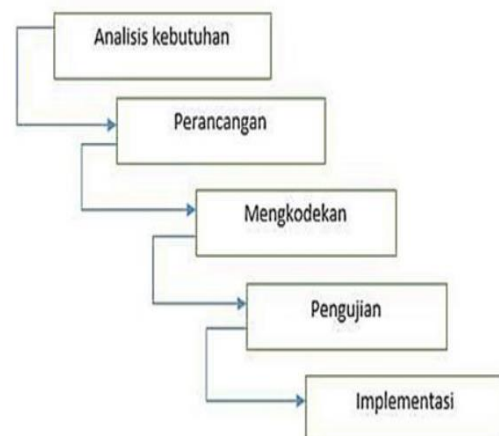 Analisis kebutuhan
Perancangan
Mengkodekan
Pengujian
Implementasi